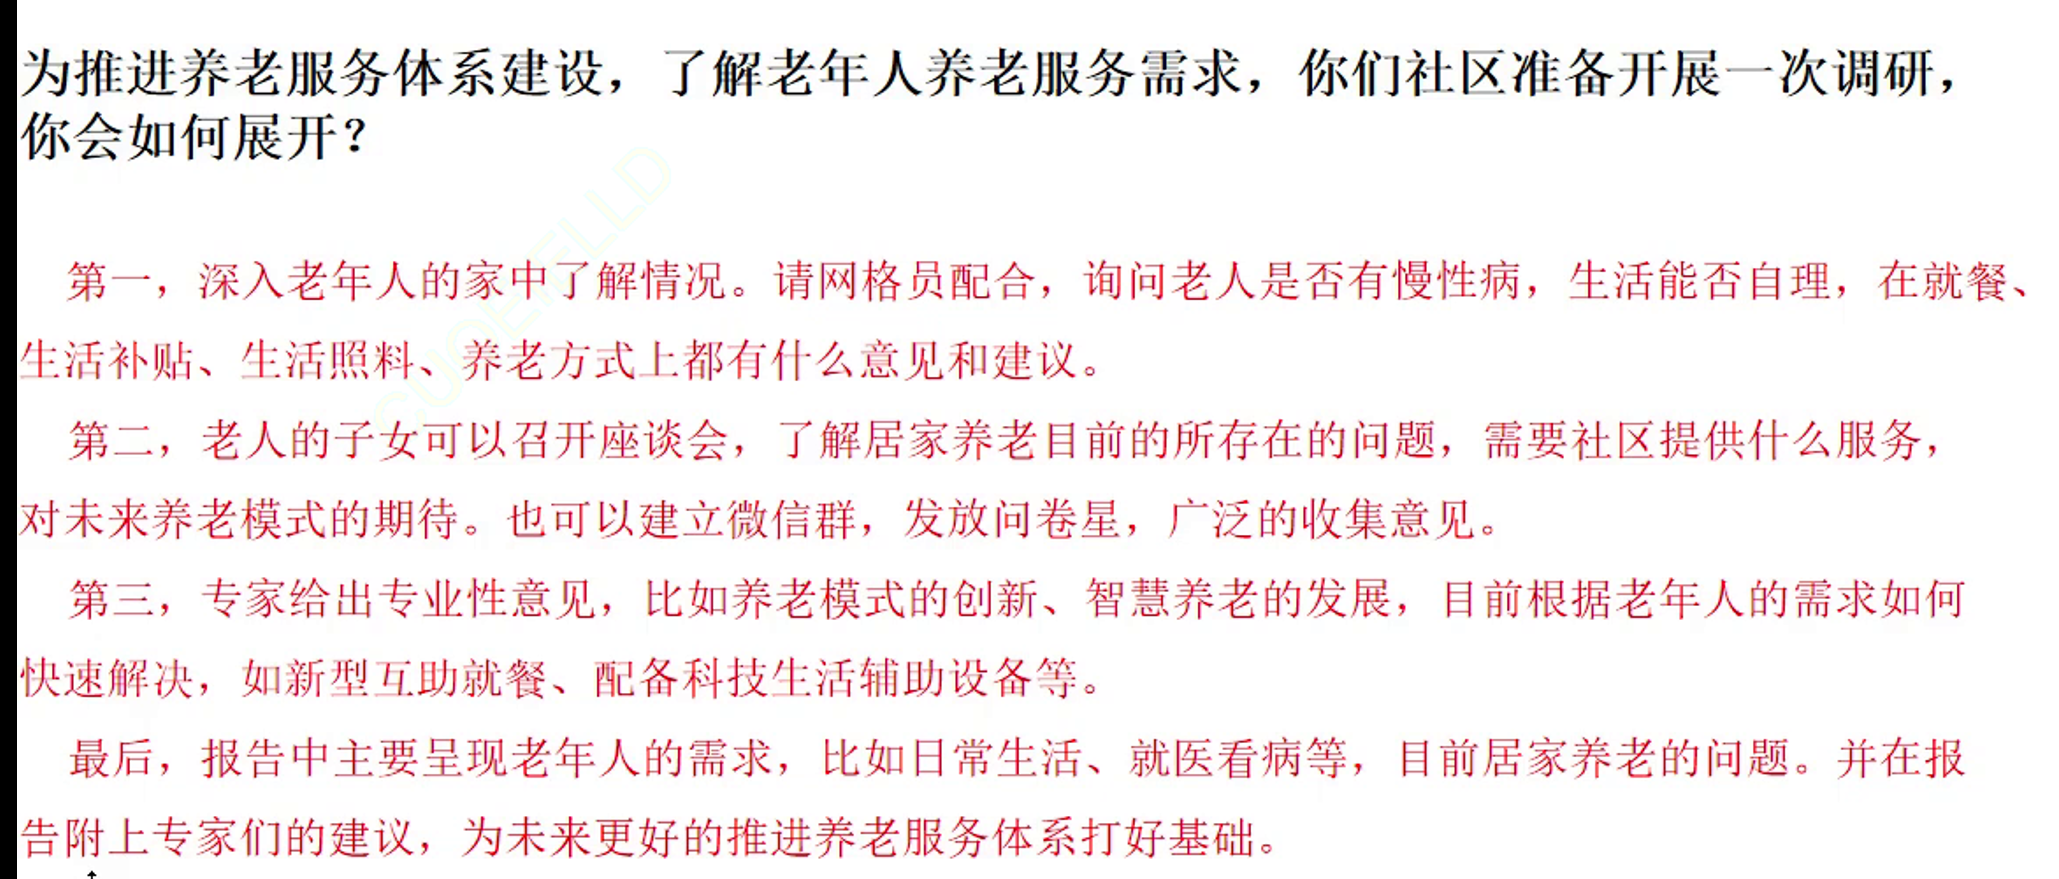 为推进养老服务体系建设，了解老年人养老服务需求，你们社区准备开展一次调研，
你会如何展开？
第一，深入老年人的家中了解情况。请网格员配合，询问老人是否有慢性病，生活能否自理，在就餐、
生活补贴、生活照料、养老方式上都有什么意见和建议。
第二，老人的子女可以召开座谈会，了解居家养老目前的所存在的问题，需要社区提供什么服务，
对未来养老模式的期待。也可以建立微信群，发放问卷星，广泛的收集意见。
第三，专家给出专业性意见，比如养老模式的创新、智慧养老的发展，目前根据老年人的需求如何
快速解决，如新型互助就餐、配备科技生活辅助设备等。
最后，报告中主要呈现老年人的需求，比如日常生活、就医看病等，目前居家养老的问题。并在报
告附上专家们的建议，为未来更好的推进养老服务体系打好基础。